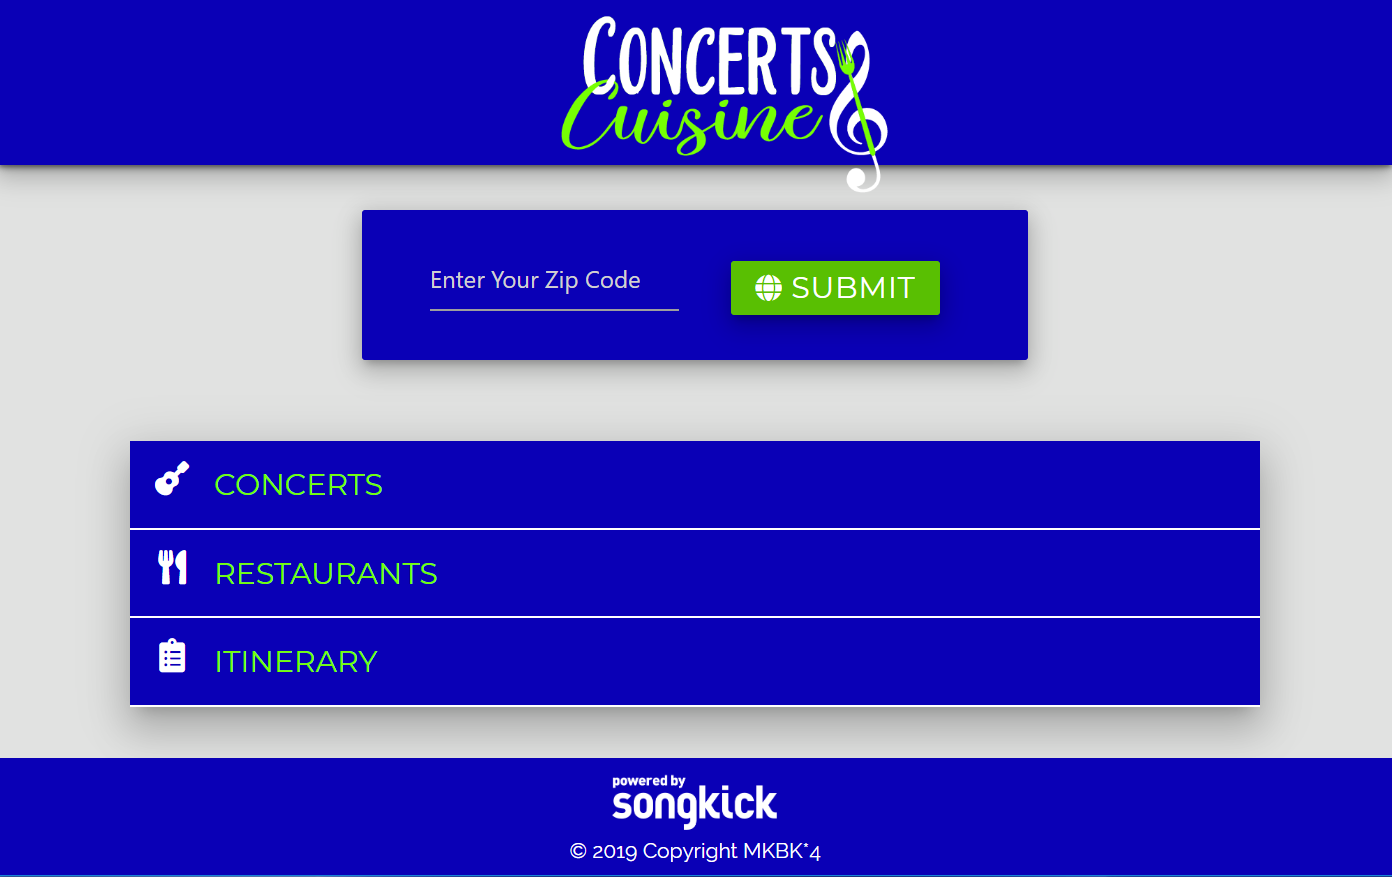 CONCERTS
Cuisine
Enter Your Zip Code
SUBMIT
CONCERTS
RESTAURANTS
ITINERARY
powered by
songkick
© 2019 Copyright MKBK*4